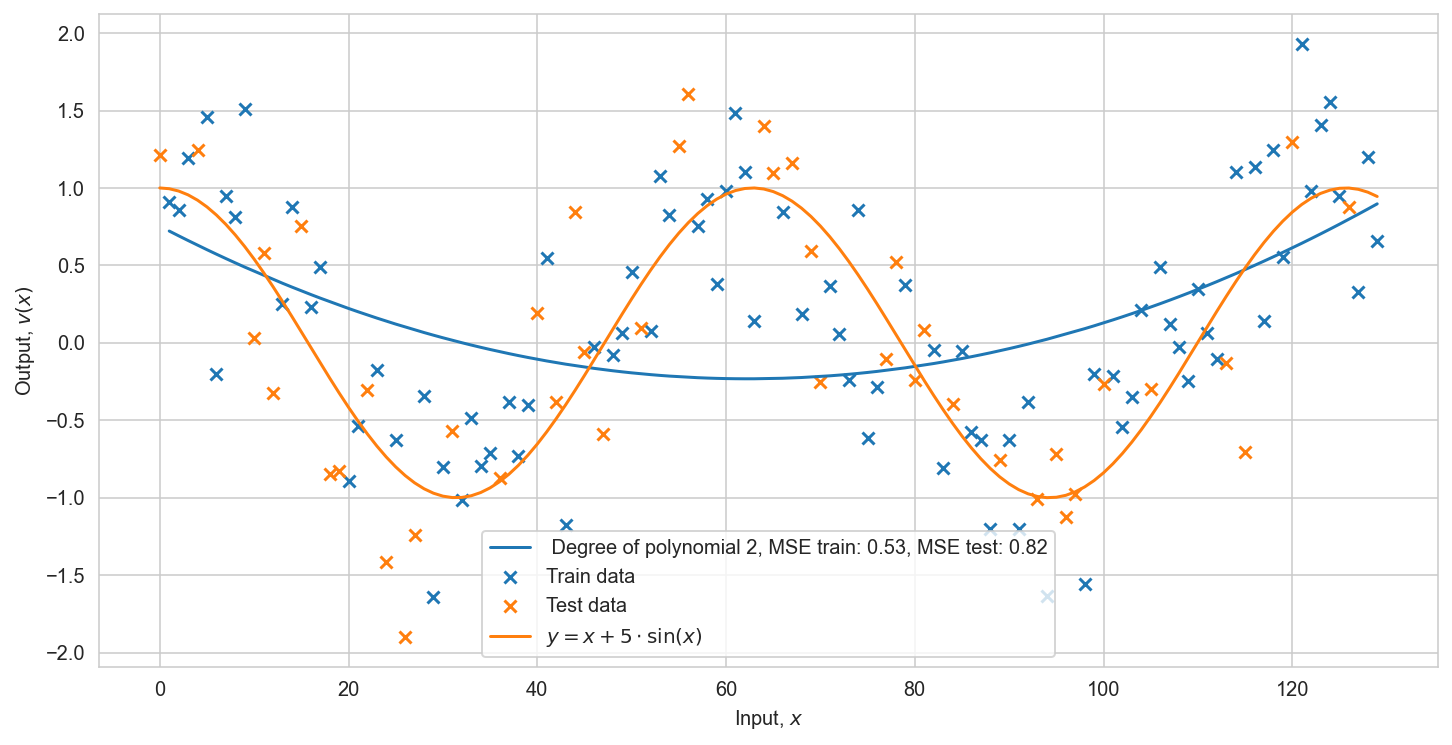 2.0
1.5
1.0
0.5
0.0
−0.5
−1.0
−1.5
−2.0
Output, v(x)
Degree of polynomial 2, MSE train: 0.53, MSE test: 0.82
Train data
Test data
y = x + 5 · sin(x)
0 20 40 60 80 100 120
Input, x